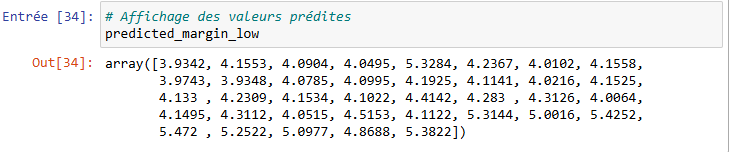 Entrée [34]: # Affichage des valeurs prédites
predicted_margin_low
Out[34]: array([3.9342, 4.1553, 4.0904, 4.0495, 5.3284, 4.2367, 4.0102, 4.1558,
3.9743, 3.9348, 4.0785, 4.0995, 4.1925, 4.1141, 4.0216, 4.1525,
4.133 , 4.2309, 4.1534, 4.1022, 4.4142, 4.283 , 4.3126, 4.0064,
4.1495, 4.3112, 4.0515, 4.5153, 4.1122, 5.3144, 5.0016, 5.4252,
5.472 , 5.2522, 5.0977, 4.8688, 5.3822])